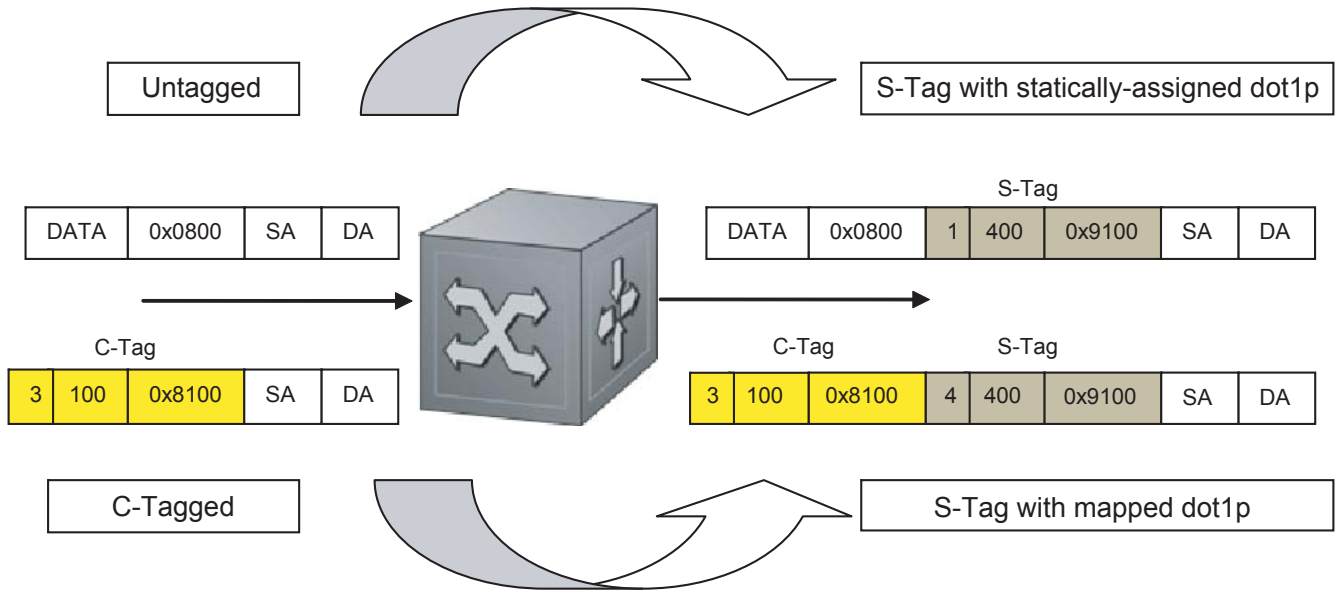 Untagged
S-Tag with statically-assigned dot1p
S-Tag
DATA 0x0800 SA DA
DATA 0x0800 1 400 0x9100 SA DA
C-Tag
C-Tag
S-Tag
3 100 0x8100 SA DA
3 100 0x8100 4 400 0x9100 SA DA
C-Tagged
S-Tag with mapped dot1p